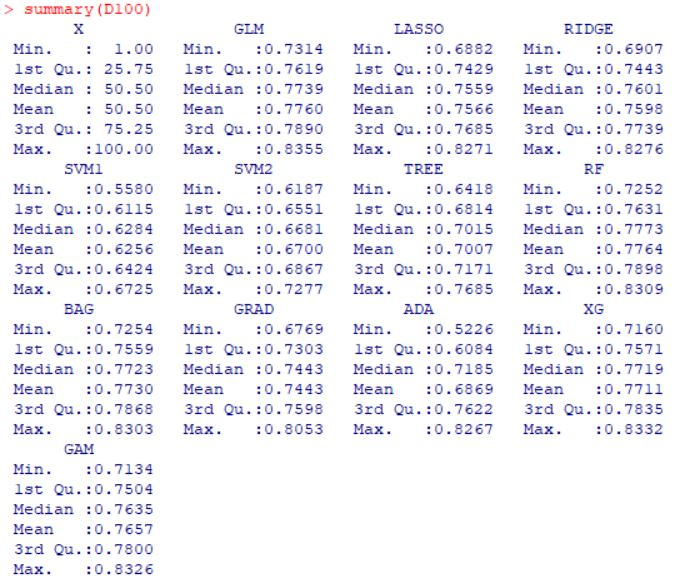 > summary(D100)
X GLM LASSO RIDGE
Min. : 1.00 Min. :0.7314 Min. :0.6882 Min. :0.6907
1st Qu.: 25.75 1st Qu.:0.7619 1st Qu.:0.7429 1st Qu.:0.7443
Median : 50.50 Median :0.7739 Median :0.7559 Median :0.7601
Mean : 50.50 Mean :0.7760 Mean :0.7566 Mean :0.7598
3rd Qu.: 75.25 3rd Qu.:0.7890 3rd Qu.:0.7685 3rd Qu.:0.7739
Max. :100.00 Max. :0.8355 Max. :0.8271 Max. :0.8276
SVM1 SVM2 TREE RF
Min. :0.5580 Min. :0.6187 Min. :0.6418 Min. :0.7252
1st Qu.:0.6115 1st Qu.:0.6551 1st Qu.:0.6814 1st Qu.:0.7631
Median :0.6284 Median :0.6681 Median :0.7015 Median :0.7773
Mean :0.6256 Mean :0.6700 Mean :0.7007 Mean :0.7764
3rd Qu.:0.6424 3rd Qu.:0.6867 3rd Qu.:0.7171 3rd Qu.:0.7898
Max. :0.6725 Max. :0.7277 Max. :0.7685 Max. :0.8309
BAG GRAD ADA XG
Min. :0.7254 Min. :0.6769 Min. :0.5226 Min. :0.7160
1st Qu.:0.7559 1st Qu.:0.7303 1st Qu.:0.6084 1st Qu.:0.7571
Median :0.7723 Median :0.7443 Median :0.7185 Median :0.7719
Mean :0.7730 Mean :0.7443 Mean :0.6869 Mean :0.7711
3rd Qu.:0.7868 3rd Qu.:0.7598 3rd Qu.:0.7622 3rd Qu.:0.7835
Max. :0.8303 Max. :0.8053 Max. :0.8267 Max. :0.8332
GAM
Min. :0.7134
1st Qu.:0.7504
Median :0.7635
Mean :0.7657
3rd Qu.:0.7800
Max. :0.8326